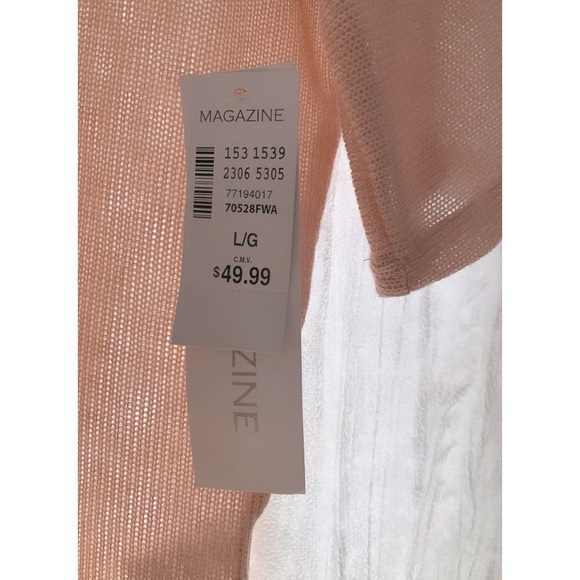 MAGAZINE
153 1539
2306 5305
77194017
70528FWA
L/G
C.M.V.
$49.99
ZINE